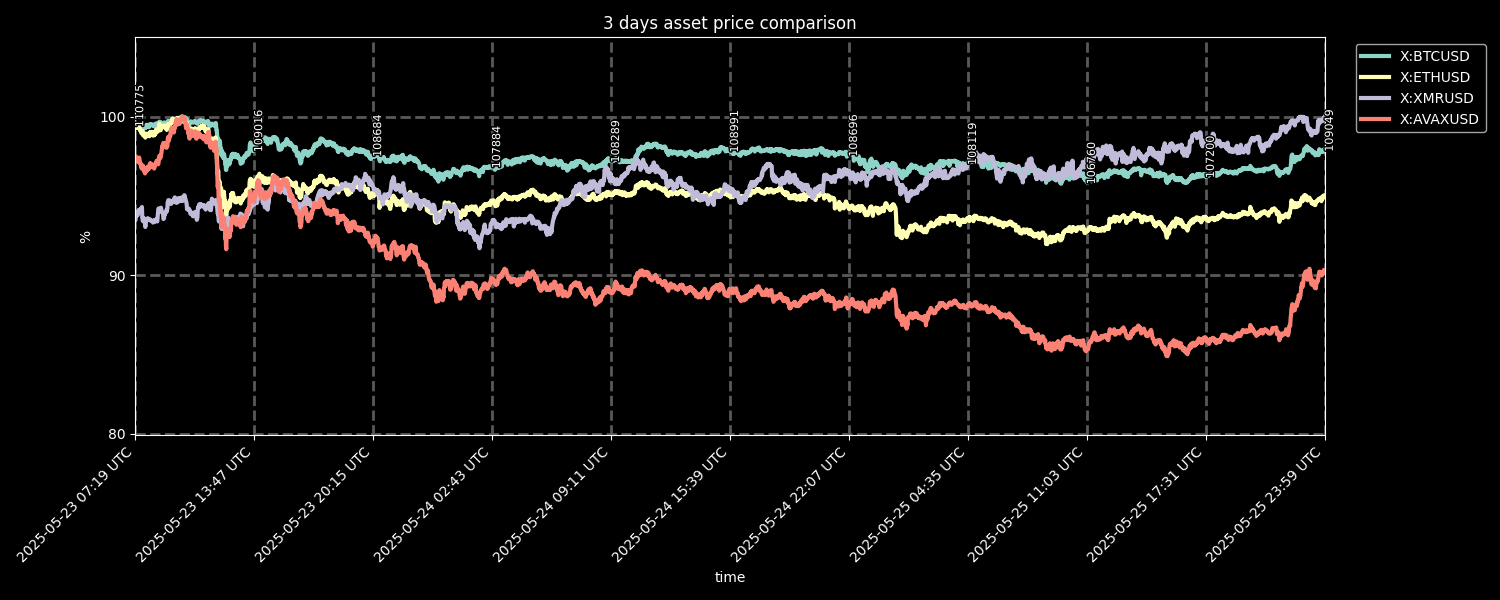 3 days asset price comparison
X:BTCUSD
X:ETHUSD
X:XMRUSD
X:AVAXUSD
110775
109016
108684
107884
108289
108991
108696
108119
106760
107200
109049
100
90
80
%
2025-05-23 07:19 UTC
2025-05-23 13:47 UTC
2025-05-23 20:15 UTC
2025-05-24 02:43 UTC
2025-05-24 09:11 UTC
2025-05-24 15:39 UTC
2025-05-24 22:07 UTC
2025-05-25 04:35 UTC
2025-05-25 11:03 UTC
2025-05-25 17:31 UTC
2025-05-25 23:59 UTC
time